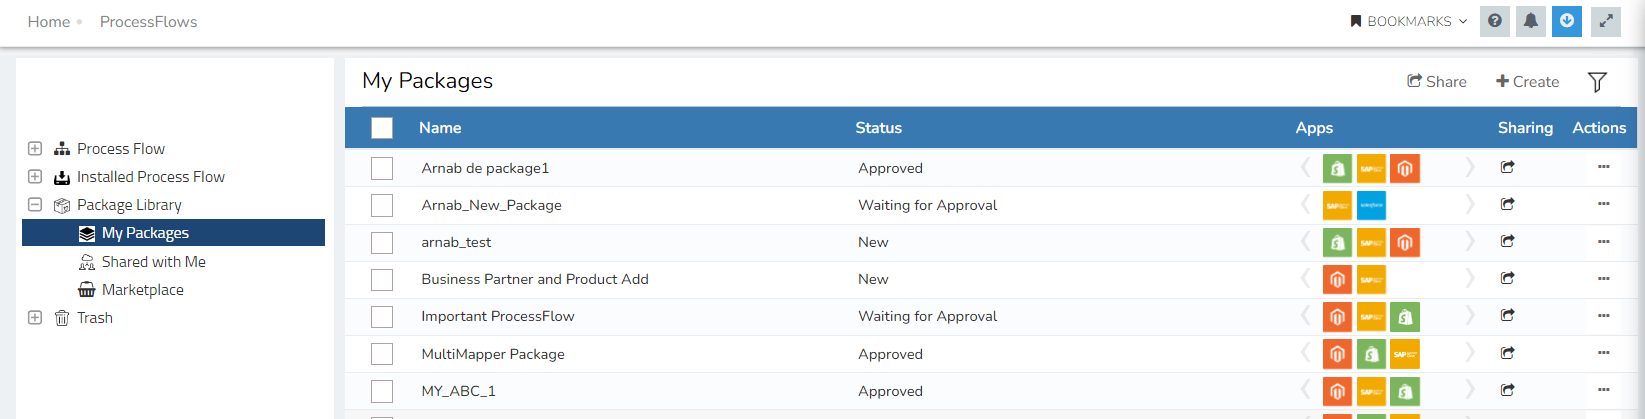 Home ProcessFlows BOOKMARKS
My Packages Share Create
Name Status Apps Sharing Actions
Process Flow
Installed Process Flow
Package Library
My Packages
Shared with Me
Marketplace
Trash
Arnab de package1 Approved SAP
Arnab_New_Package Waiting for Approval SAP salesforce
arnab_test New SAP
Business Partner and Product Add New SAP
Important ProcessFlow Waiting for Approval SAP
MultiMapper Package Approved SAP
MY_ABC_1 Approved SAP